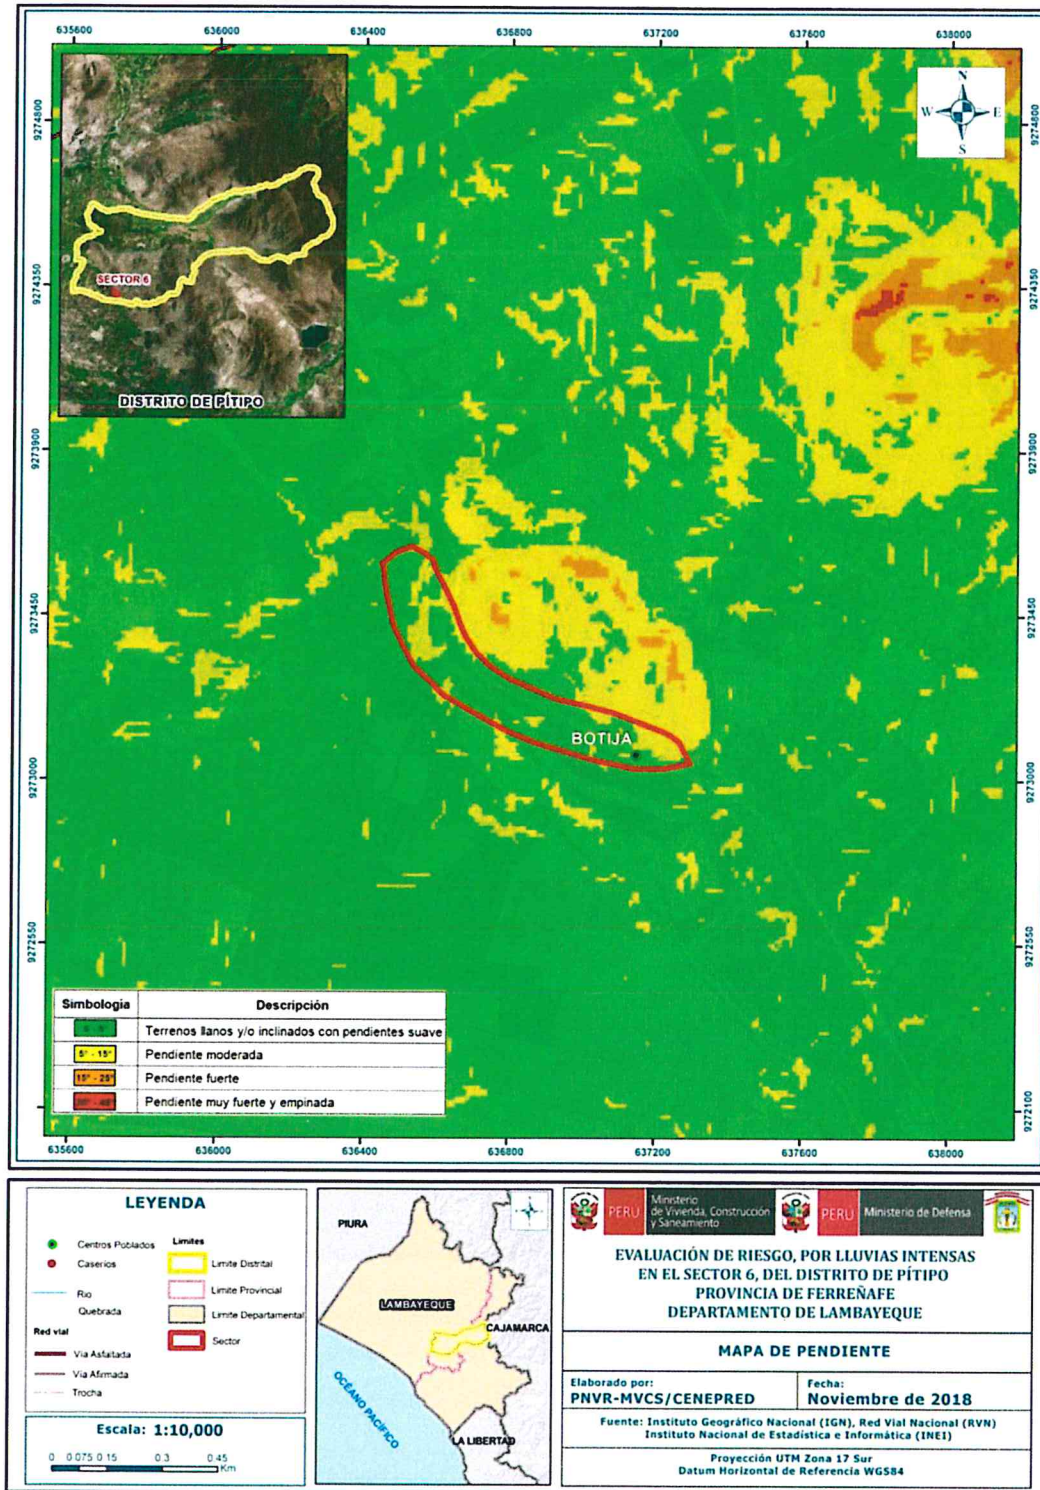 635600 636000 636400 636800 637200 637600 638000
9274800
9274350
9273900
9273450
9273000
9272550
9274800
9274350
9273900
9273450
9273000
9272550
9272100
N
W E
S
SECTOR 6
DISTRITO DE PÍTIPO
BOTIJA
Simbología Descripción
Terrenos llanos y/o inclinados con pendientes suave
5° - 15° Pendiente moderada
15° - 25° Pendiente fuerte
Pendiente muy fuerte y empinada
635600 636000 636400 636800 637200 637600 638000
LEYENDA
Centros Poblados
Caserios
Rio
Quebrada
Red vial
Via Asfaltada
Via Afirmada
Trocha
Limites
Limite Distrital
Limite Provincial
Limite Departamental
Sector
Escala: 1:10,000
0 0.075 0.15 0.3 0.45
Km
PIURA
LAMBAYEQUE
CAJAMARCA
OCÉANO PACÍFICO
LA LIBERTAD
PERÚ
Ministerio
de Vivienda, Construcción
y Saneamiento
PERÚ
Ministerio de Defensa
EVALUACIÓN DE RIESGO, POR LLUVIAS INTENSAS
EN EL SECTOR 6, DEL DISTRITO DE PÍTIPO
PROVINCIA DE FERREÑAFE
DEPARTAMENTO DE LAMBAYEQUE
MAPA DE PENDIENTE
Elaborado por:
PNVR-MVCS/CENEPRED
Fecha:
Noviembre de 2018
Fuente: Instituto Geográfico Nacional (IGN), Red Vial Nacional (RVN)
Instituto Nacional de Estadística e Informática (INEI)
Proyección UTM Zona 17 Sur
Datum Horizontal de Referencia WGS84